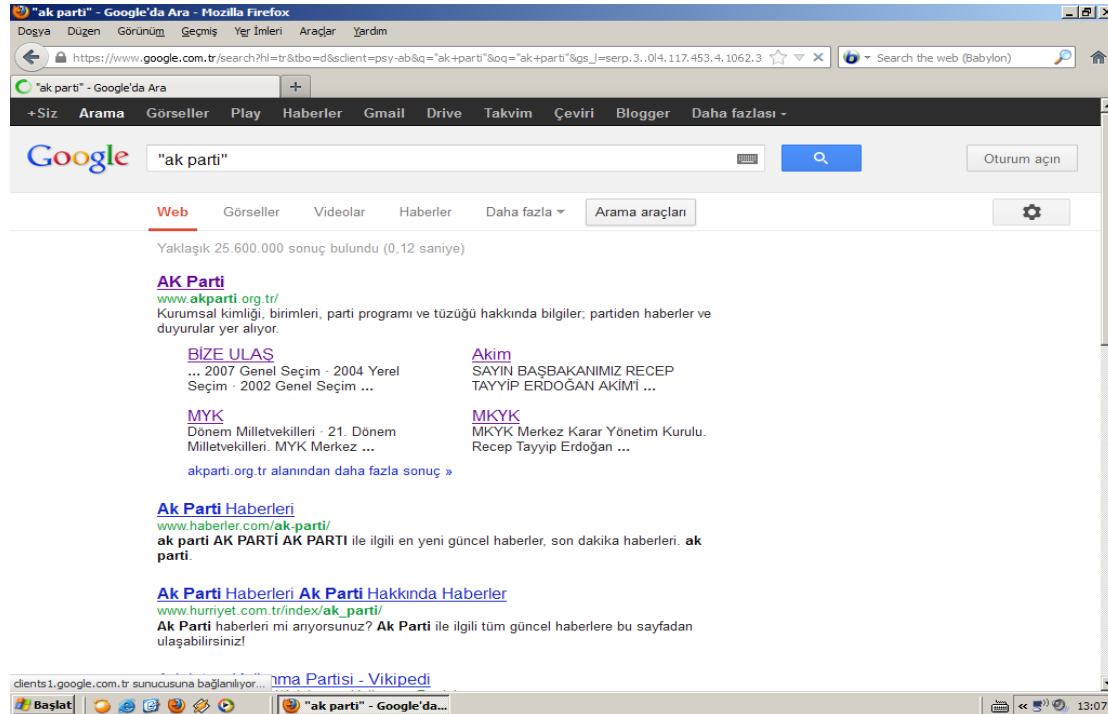 "ak parti" - Google'da Ara - Mozilla Firefox
Dosya Düzen Görünüm Geçmiş Yer İmleri Araçlar Yardım
https://www.google.com.tr/search?hl=tr&tbo=d&sclient=psy-ab&q="ak+parti"&oq="ak+parti"&gs_l=serp.3..0l4.117.453.4.1062.3 Search the web (Babylon)
"ak parti" - Google'da Ara
+Siz Arama Görseller Play Haberler Gmail Drive Takvim Çeviri Blogger Daha fazlası
Google "ak parti" Oturum açın
Web Görseller Videolar Haberler Daha fazla Arama araçları
Yaklaşık 25.600.000 sonuç bulundu (0,12 saniye)
AK Parti
www.akparti.org.tr/
Kurumsal kimliği, birimleri, parti programı ve tüzüğü hakkında bilgiler; partiden haberler ve
duyurular yer alıyor.
BİZE ULAŞ
... 2007 Genel Seçim · 2004 Yerel
Seçim · 2002 Genel Seçim ...
Akim
SAYIN BAŞBAKANIMIZ RECEP
TAYYİP ERDOĞAN AKİM'İ ...
MYK
Dönem Milletvekilleri · 21. Dönem
Milletvekilleri. MYK Merkez ...
MKYK
MKYK Merkez Karar Yönetim Kurulu.
Recep Tayyip Erdoğan ...
akparti.org.tr alanından daha fazla sonuç »
Ak Parti Haberleri
www.haberler.com/ak-parti/
ak parti AK PARTİ AK PARTI ile ilgili en yeni güncel haberler, son dakika haberleri. ak
parti.
Ak Parti Haberleri Ak Parti Hakkında Haberler
www.hurriyet.com.tr/index/ak_parti/
Ak Parti haberleri mi arıyorsunuz? Ak Parti ile ilgili tüm güncel haberlere bu sayfadan
ulaşabilirsiniz!
Partisi - Vikipedi
clients1.google.com.tr sunucusuna bağlanılıyor...
Başlat "ak parti" - Google'da... 13:07